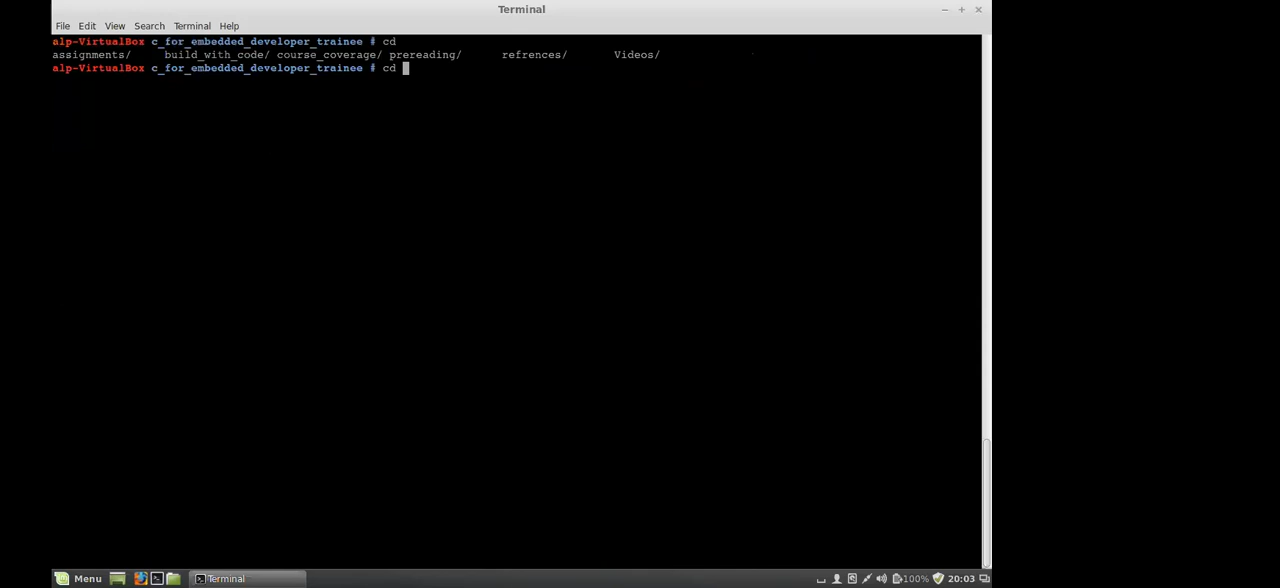 Terminal
File Edit View Search Terminal Help
alp-VirtualBox c_for_embedded_developer_trainee # cd
assignments/ build_with_code/ course_coverage/ prereading/ refrences/ Videos/
alp-VirtualBox c_for_embedded_developer_trainee # cd
Menu Terminal 100% 20:03